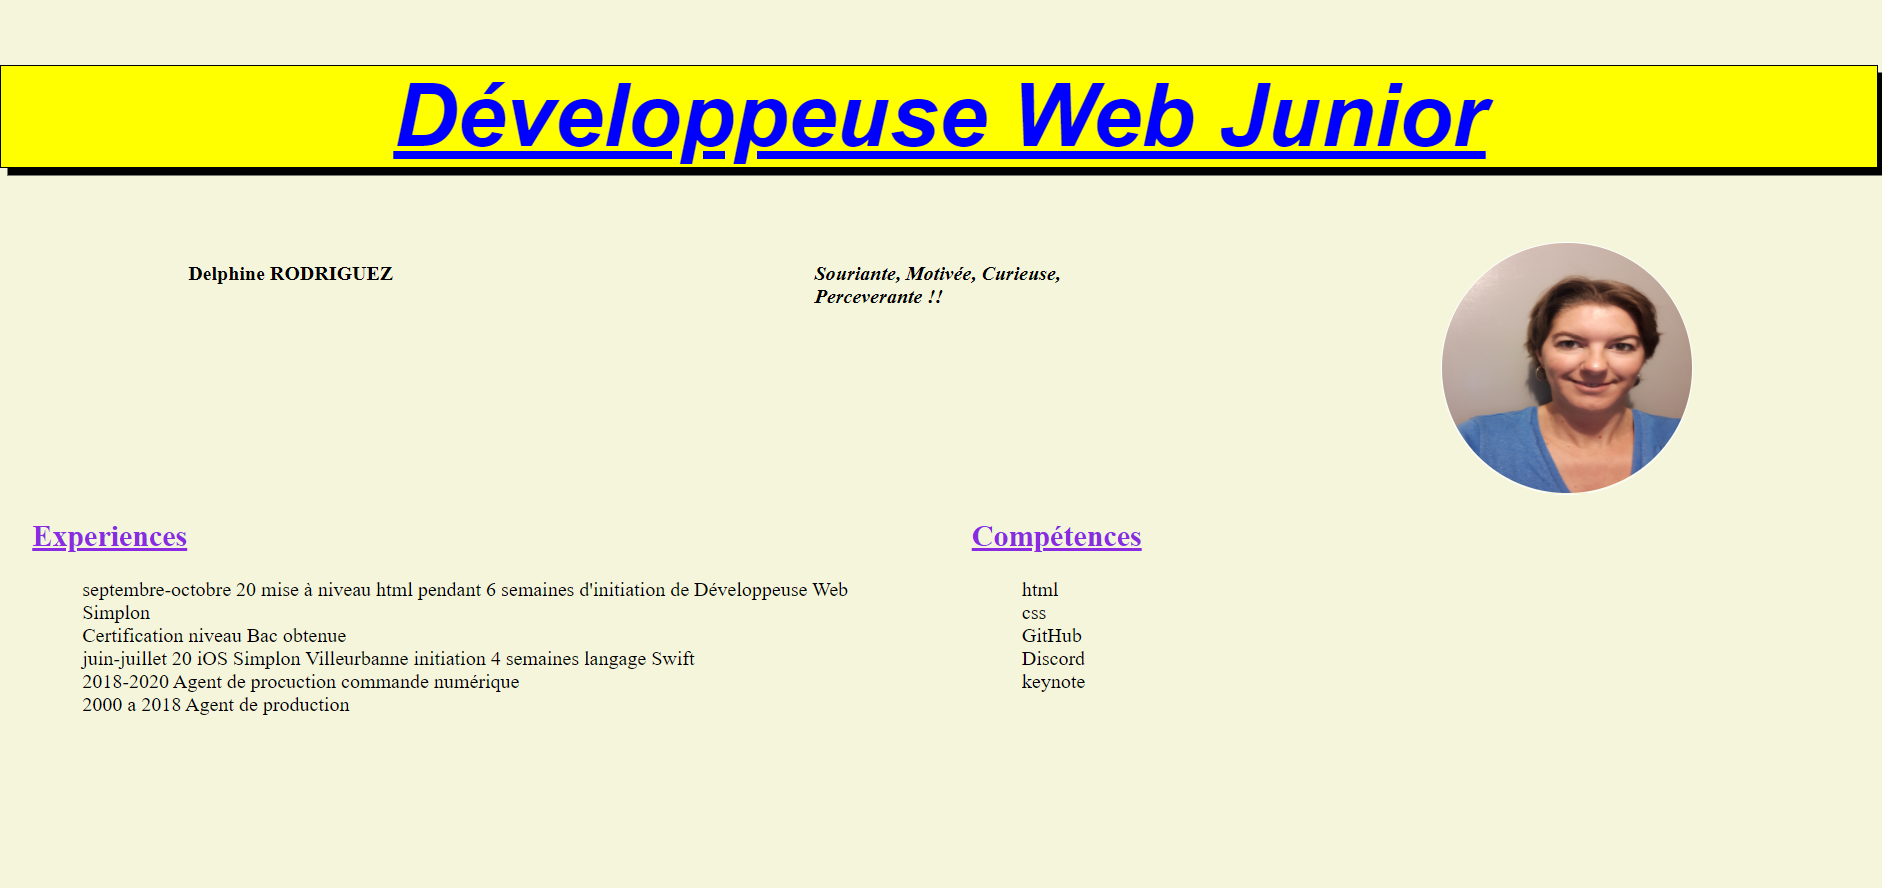 Développeuse Web Junior
Delphine RODRIGUEZ
Souriante, Motivée, Curieuse,
Perceverante !!
Experiences
septembre-octobre 20 mise à niveau html pendant 6 semaines d'initiation de Développeuse Web
Simplon
Certification niveau Bac obtenue
juin-juillet 20 iOS Simplon Villeurbanne initiation 4 semaines langage Swift
2018-2020 Agent de procuction commande numérique
2000 a 2018 Agent de production
Compétences
html
css
GitHub
Discord
keynote